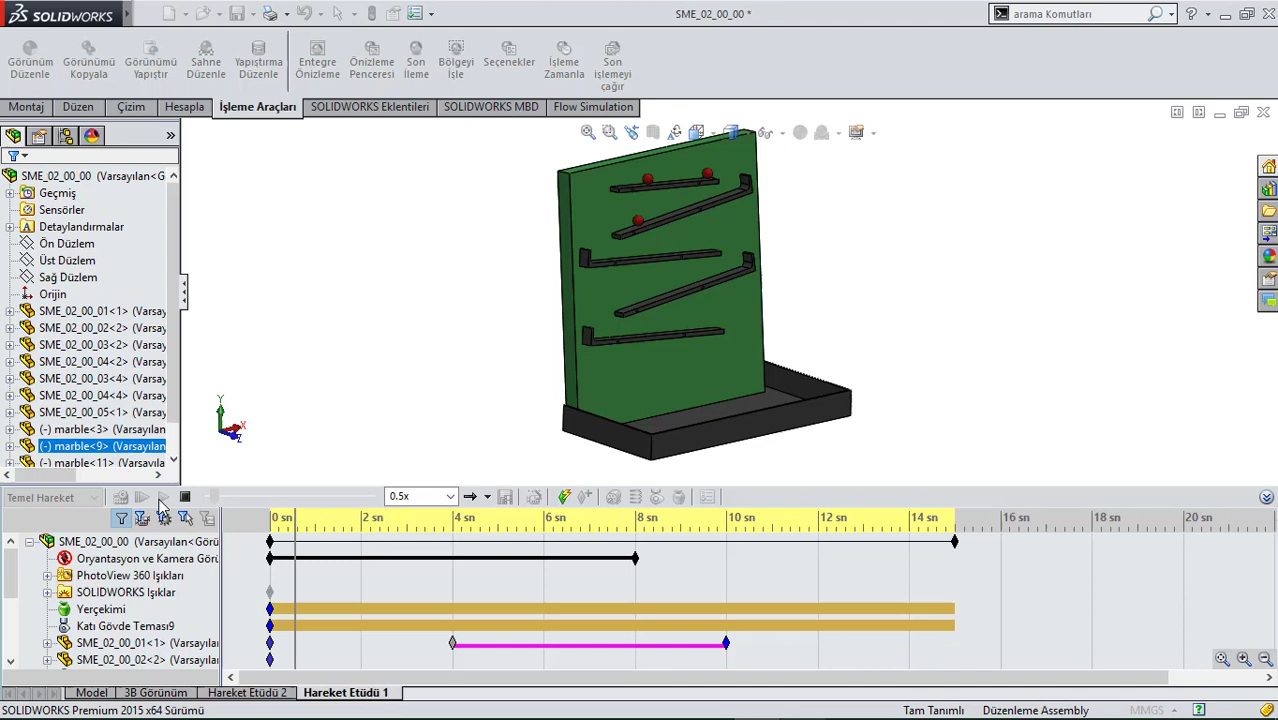 SOLIDWORKS
SME_02_00_00 *
arama Komutları
?
Görünüm Düzenle
Görünümü Kopyala
Görünümü Yapıştır
Sahne Düzenle
Yapıştırma Düzenle
Entegre Önizleme
Önizleme Penceresi
Son İşleme
Bölgeyi İşle
Seçenekler
İşleme Zamanla
Son işlemeyi çağır
Montaj Düzen Çizim Hesapla İşleme Araçları SOLIDWORKS Eklentileri SOLIDWORKS MBD Flow Simulation
SME_02_00_00 (Varsayılan<G
Geçmiş
Sensörler
Detaylandırmalar
Ön Düzlem
Üst Düzlem
Sağ Düzlem
Orijin
SME_02_00_01<1> (Varsay
SME_02_00_02<2> (Varsay
SME_02_00_03<2> (Varsay
SME_02_00_04<2> (Varsay
SME_02_00_03<4> (Varsay
SME_02_00_04<4> (Varsay
SME_02_00_05<1> (Varsay
(-) marble<3> (Varsayılan
(-) marble<9> (Varsayılan
(-) marble<11> (Varsayıla
Y
X
Z
Temel Hareket
0.5x
0 sn 2 sn 4 sn 6 sn 8 sn 10 sn 12 sn 14 sn 16 sn 18 sn 20 sn
SME_02_00_00 (Varsayılan<Görü
Oryantasyon ve Kamera Görü
PhotoView 360 Işıkları
SOLIDWORKS Işıklar
Yerçekimi
Katı Gövde Teması9
SME_02_00_01<1> (Varsayılan
SME_02_00_02<2> (Varsayılan
Model 3B Görünüm Hareket Etüdü 2 Hareket Etüdü 1
SOLIDWORKS Premium 2015 x64 Sürümü
Tam Tanımlı
Düzenleme Assembly
MMGS
?